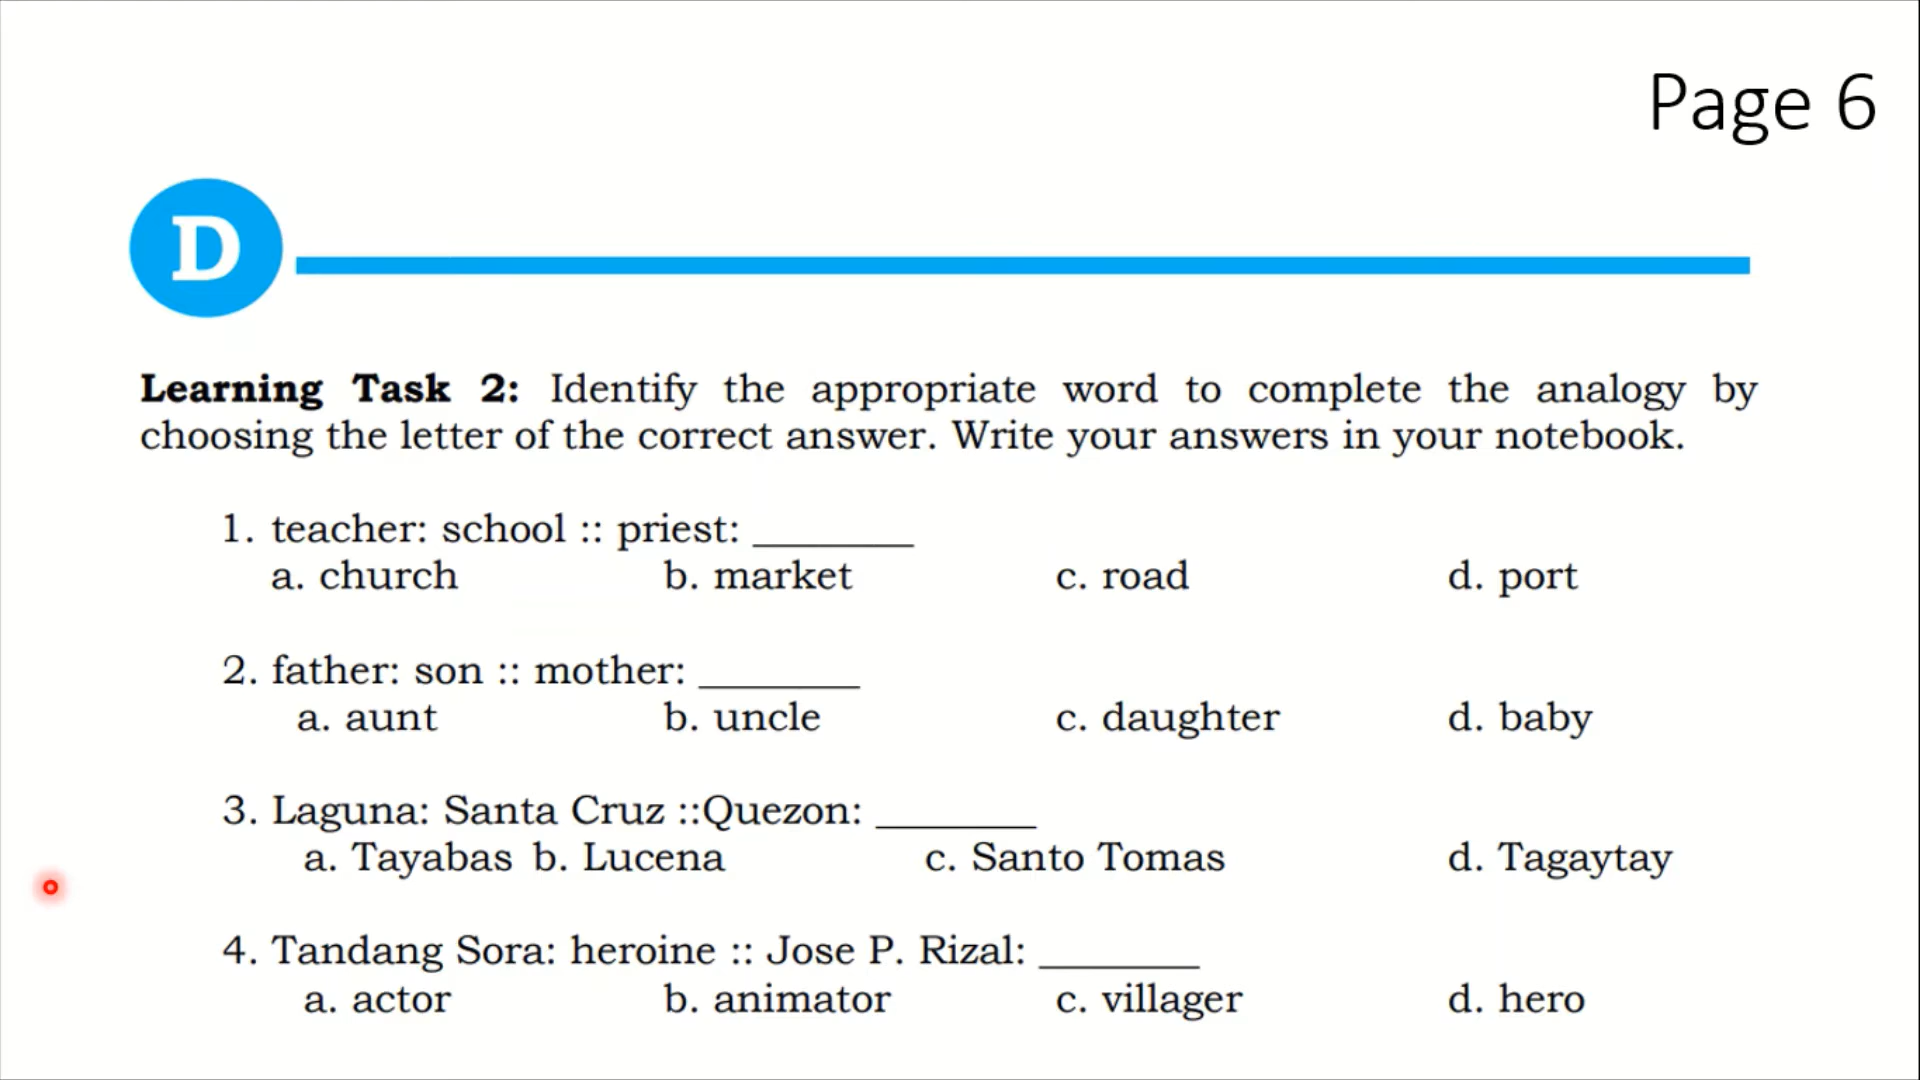 Page 6
D
Learning Task 2: Identify the appropriate word to complete the analogy by
choosing the letter of the correct answer. Write your answers in your notebook.
1. teacher: school :: priest: ________
a. church b. market c. road d. port
2. father: son :: mother: ________
a. aunt b. uncle c. daughter d. baby
3. Laguna: Santa Cruz ::Quezon: ________
a. Tayabas b. Lucena c. Santo Tomas d. Tagaytay
4. Tandang Sora: heroine :: Jose P. Rizal: ________
a. actor b. animator c. villager d. hero